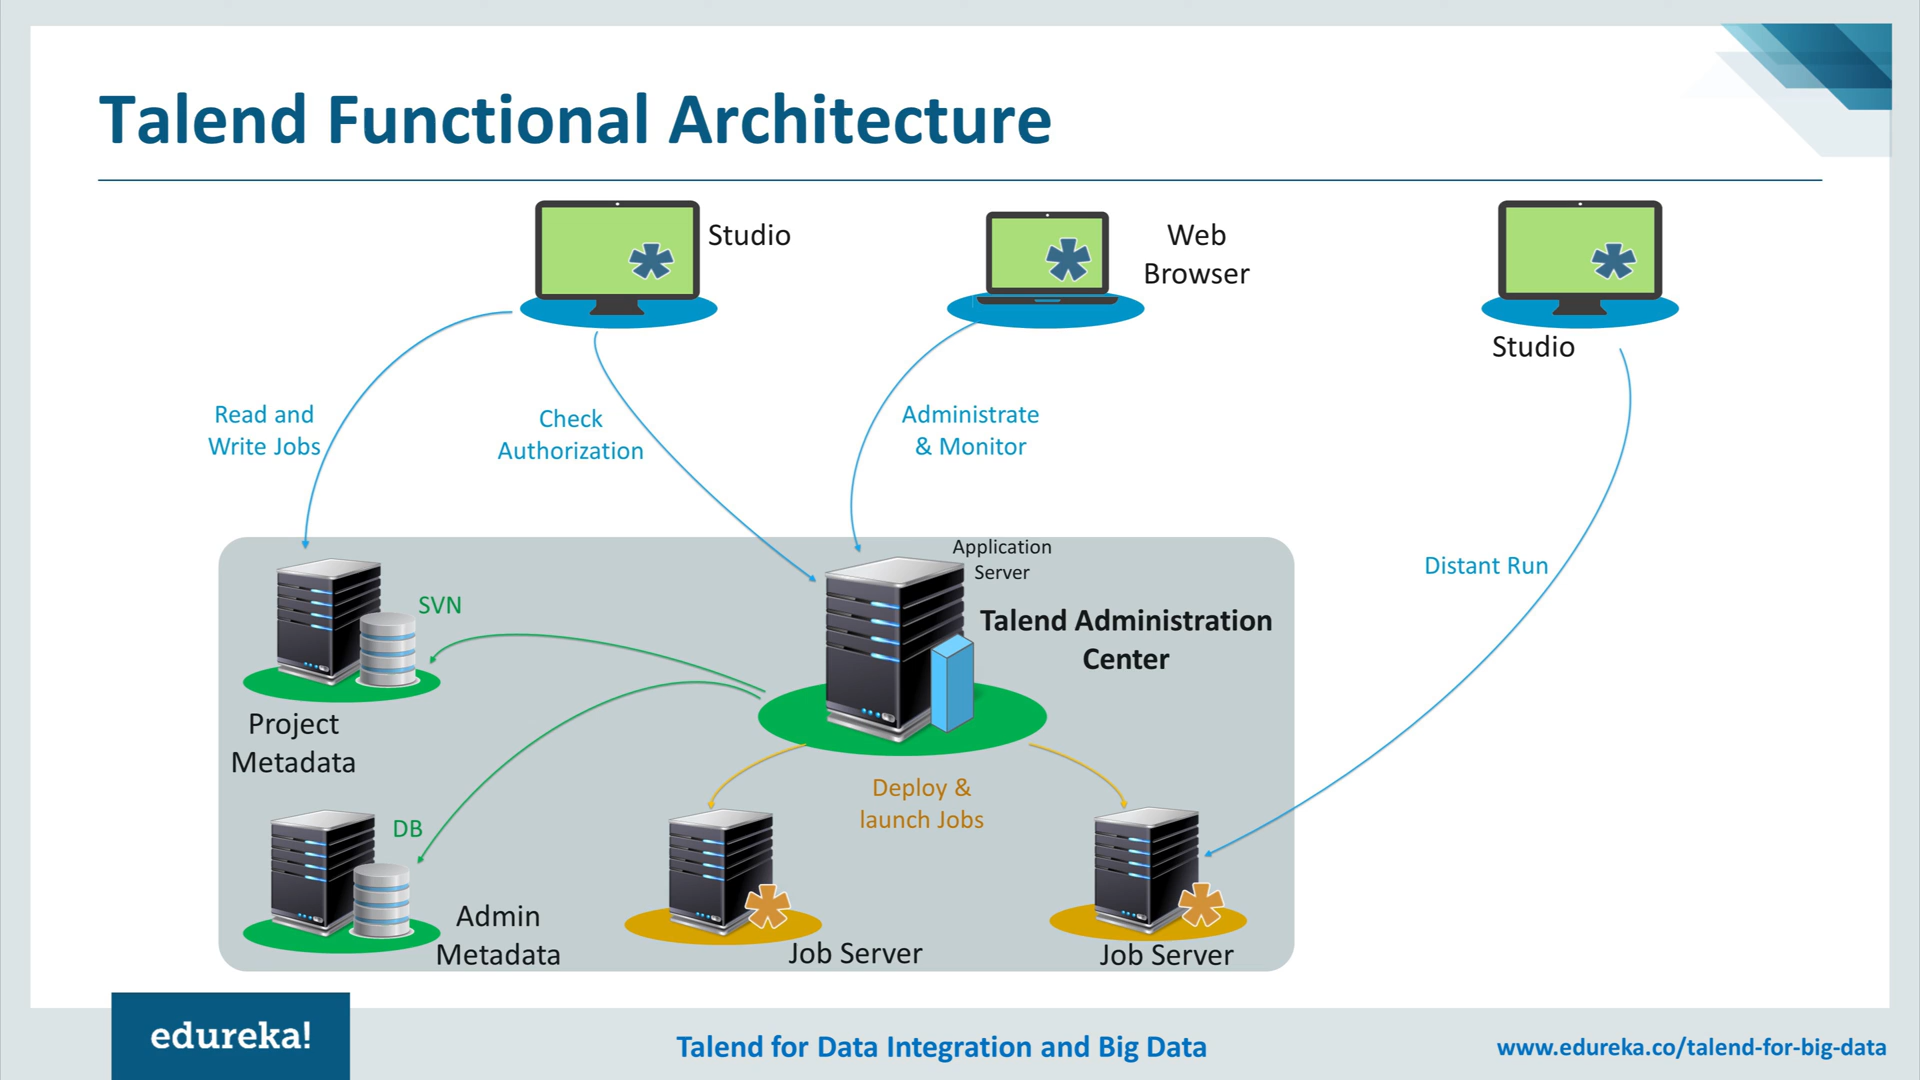 Talend Functional Architecture
Studio
Web
Browser
Studio
Read and
Write Jobs
Check
Authorization
Administrate
& Monitor
Distant Run
Application
Server
Talend Administration
Center
SVN
Project
Metadata
DB
Admin
Metadata
Deploy &
launch Jobs
Job Server
Job Server
edureka!
Talend for Data Integration and Big Data
www.edureka.co/talend-for-big-data